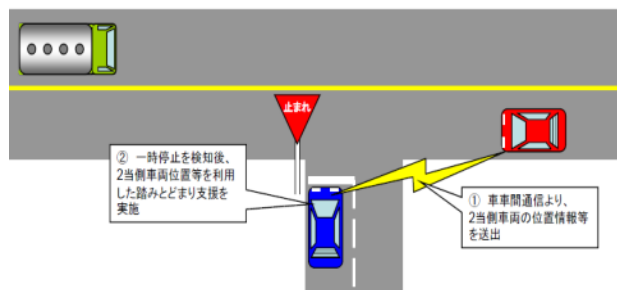 止まれ
② 一時停止を検知後、
2当側車両位置等を利用
した踏みとどまり支援を
実施
① 車車間通信より、
2当側車両の位置情報等
を送出